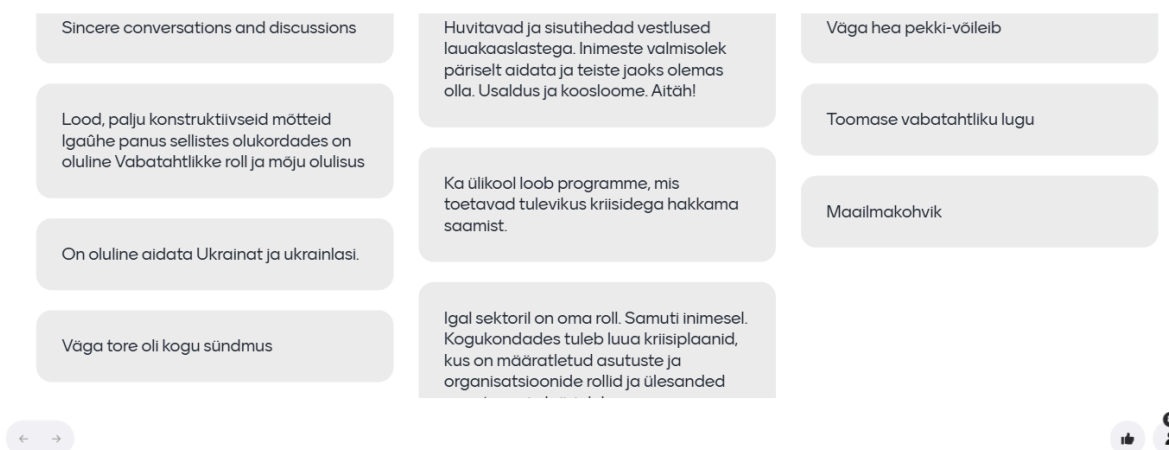 Sincere conversations and discussions
Lood, palju konstruktiivseid mõtteid
Igaûhe panus sellistes olukordades on
oluline Vabatahtlikke roll ja mõju olulisus
On oluline aidata Ukrainat ja ukrainlasi.
Väga tore oli kogu sündmus
Huvitavad ja sisutihedad vestlused
lauakaaslastega. Inimeste valmisolek
päriselt aidata ja teiste jaoks olemas
olla. Usaldus ja koosloome. Aitäh!
Ka ülikool loob programme, mis
toetavad tulevikus kriisidega hakkama
saamist.
Igal sektoril on oma roll. Samuti inimesel.
Kogukondades tuleb luua kriisiplaanid,
kus on määratletud asutuste ja
organisatsioonide rollid ja ülesanded
Väga hea pekki-võileib
Toomase vabatahtliku lugu
Maailmakohvik